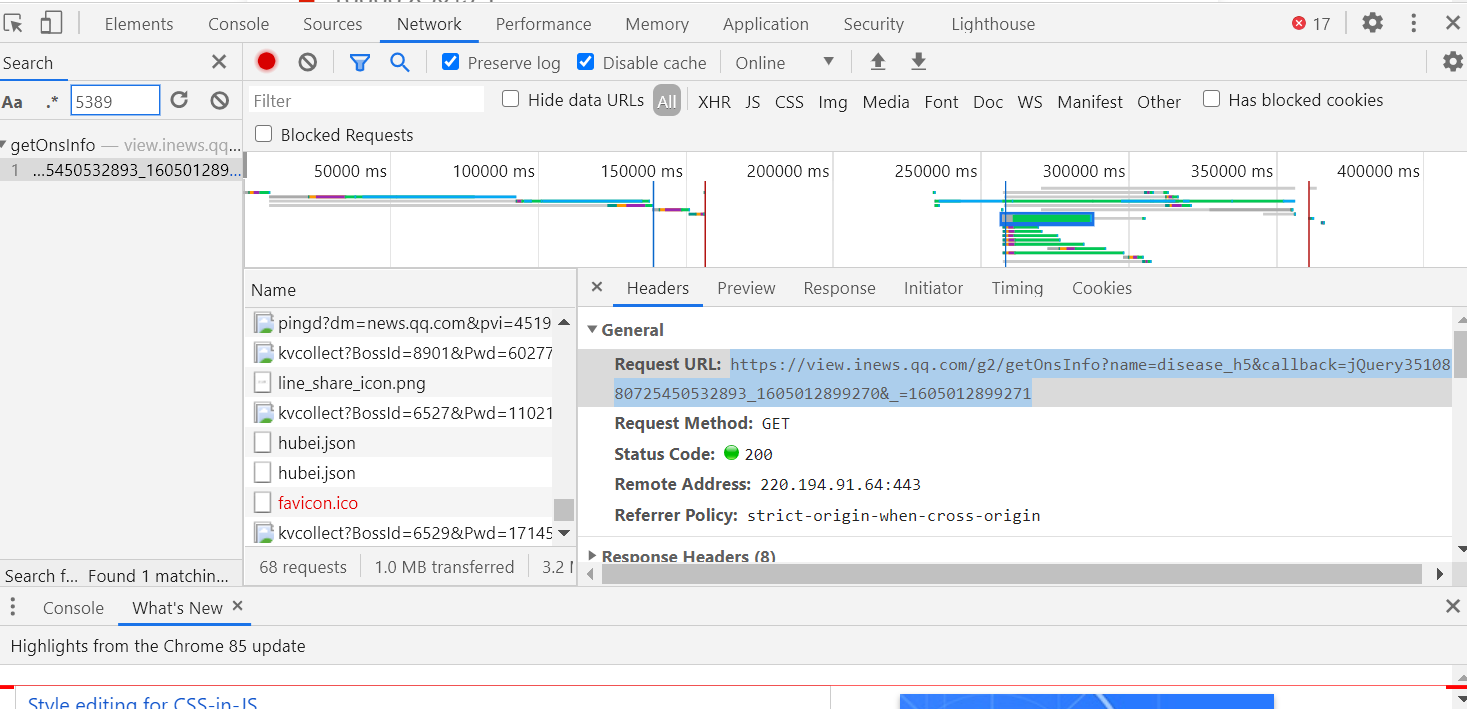 Elements Console Sources Network Performance Memory Application Security Lighthouse 17
Search
Preserve log Disable cache Online
Aa .* 5389
Filter Hide data URLs All XHR JS CSS Img Media Font Doc WS Manifest Other Has blocked cookies
Blocked Requests
getOnsInfo — view.inews.qq...
1 ...5450532893_160501289...
50000 ms 100000 ms 150000 ms 200000 ms 250000 ms 300000 ms 350000 ms 400000 ms
Name
pingd?dm=news.qq.com&pvi=4519
kvcollect?BossId=8901&Pwd=60277
line_share_icon.png
kvcollect?BossId=6527&Pwd=11021
hubei.json
hubei.json
favicon.ico
kvcollect?BossId=6529&Pwd=17145
68 requests 1.0 MB transferred 3.2
Headers Preview Response Initiator Timing Cookies
General
Request URL: https://view.inews.qq.com/g2/getOnsInfo?name=disease_h5&callback=jQuery35108
80725450532893_1605012899270&_=1605012899271
Request Method: GET
Status Code: 200
Remote Address: 220.194.91.64:443
Referrer Policy: strict-origin-when-cross-origin
Response Headers (8)
Search f... Found 1 matchin...
Console What's New
Highlights from the Chrome 85 update
Style editing for CSS-in-JS